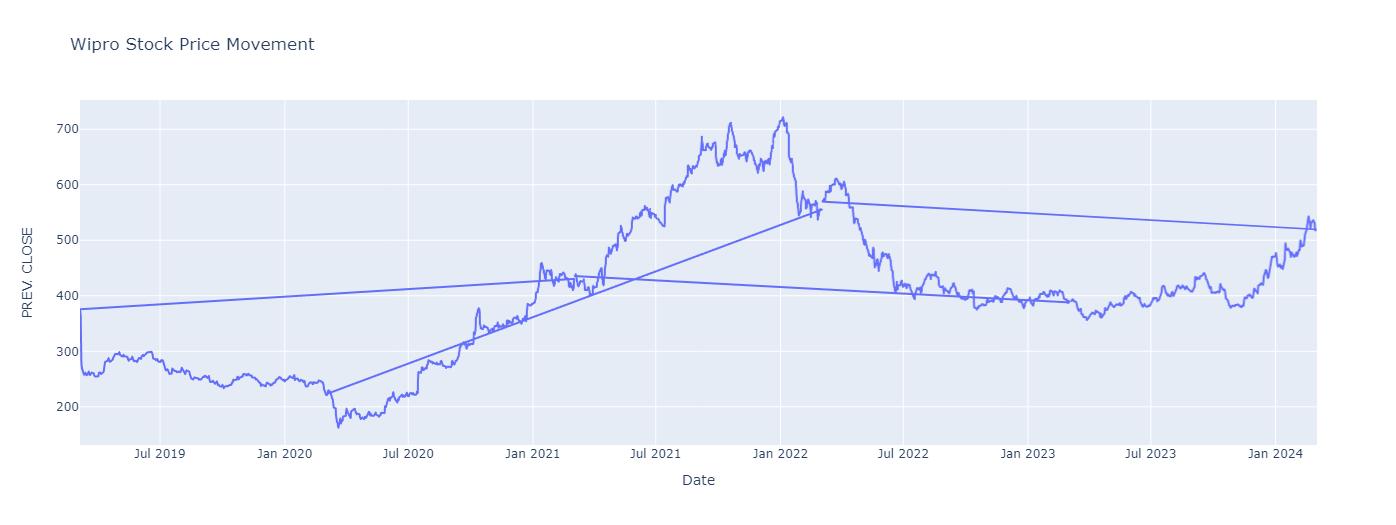 Wipro Stock Price Movement
700
600
500
400
300
200
PREV. CLOSE
Jul 2019
Jan 2020
Jul 2020
Jan 2021
Jul 2021
Jan 2022
Jul 2022
Jan 2023
Jul 2023
Jan 2024
Date